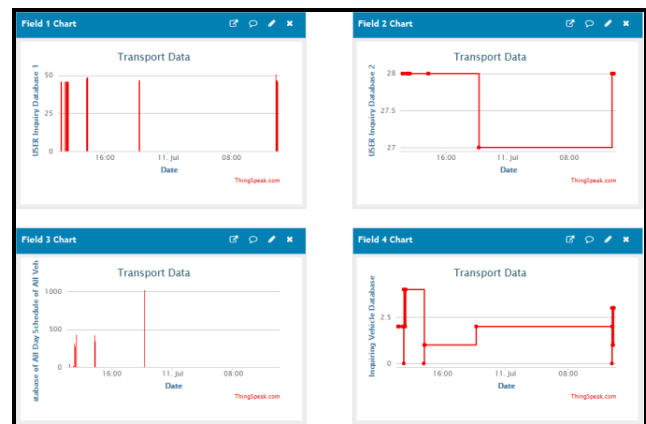 Field 1 Chart
Transport Data
USER Inquiry Database 1
50
25
0
16:00
11. Jul
08:00
Date
ThingSpeak.com
Field 2 Chart
Transport Data
USER Inquiry Database 2
28
27.5
27
16:00
11. Jul
08:00
Date
ThingSpeak.com
Field 3 Chart
Transport Data
atabase of All Day Schedule of All Veh
1000
500
0
16:00
11. Jul
08:00
Date
ThingSpeak.com
Field 4 Chart
Transport Data
Inquiring Vehicle Database
2.5
0
16:00
11. Jul
08:00
Date
ThingSpeak.com